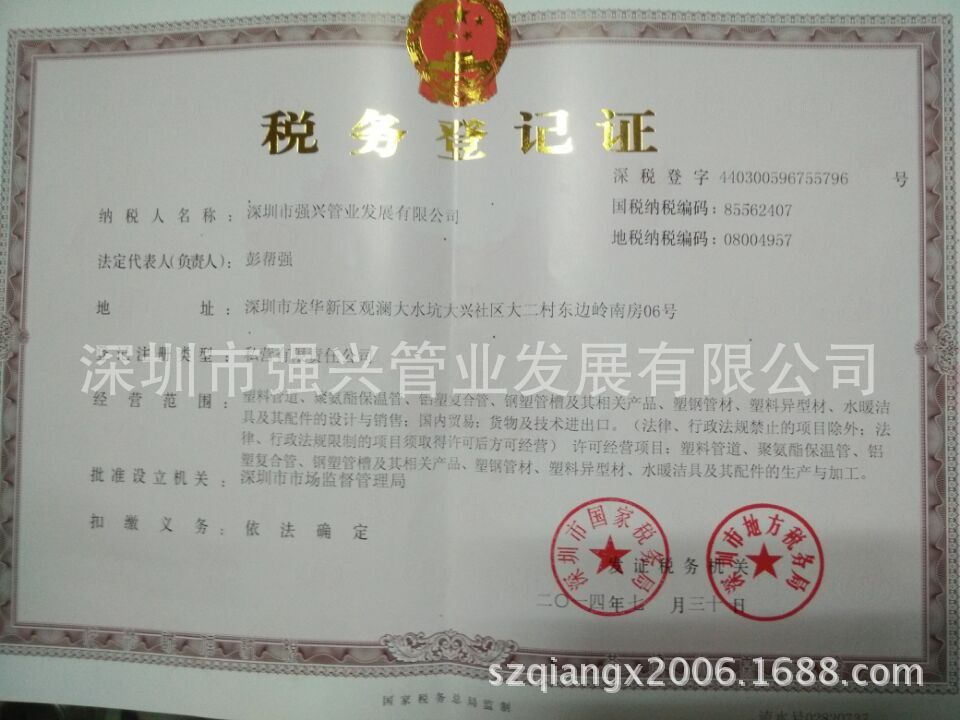 税务登记证
深税登字 440300596755796 号
国税纳税编码: 85562407
地税纳税编码: 08004957
纳税人名称: 深圳市强兴管业发展有限公司
法定代表人(负责人): 彭帮强
地址: 深圳市龙华新区观澜大水坑大兴社区大二村东边岭南房06号
登记注册类型: 私营有限责任公司
深圳市强兴管业发展有限公司
经营范围: 塑料管道、聚氨酯保温管、铝塑复合管、钢塑管槽及其相关产品、塑钢管材、塑料异型材、水暖洁
具及其配件的设计与销售；国内贸易；货物及技术进出口。（法律、行政法规禁止的项目除外；法
律、行政法规限制的项目须取得许可后方可经营） 许可经营项目：塑料管道、聚氨酯保温管、铝
塑复合管、钢塑管槽及其相关产品、塑钢管材、塑料异型材、水暖洁具及其配件的生产与加工。
批准设立机关: 深圳市市场监督管理局
扣缴义务: 依法确定
深圳市国家税务局
深圳市地方税务局
发证税务机关
二〇一四年七月三十日
szqiangx2006.1688.com
国家税务总局监制